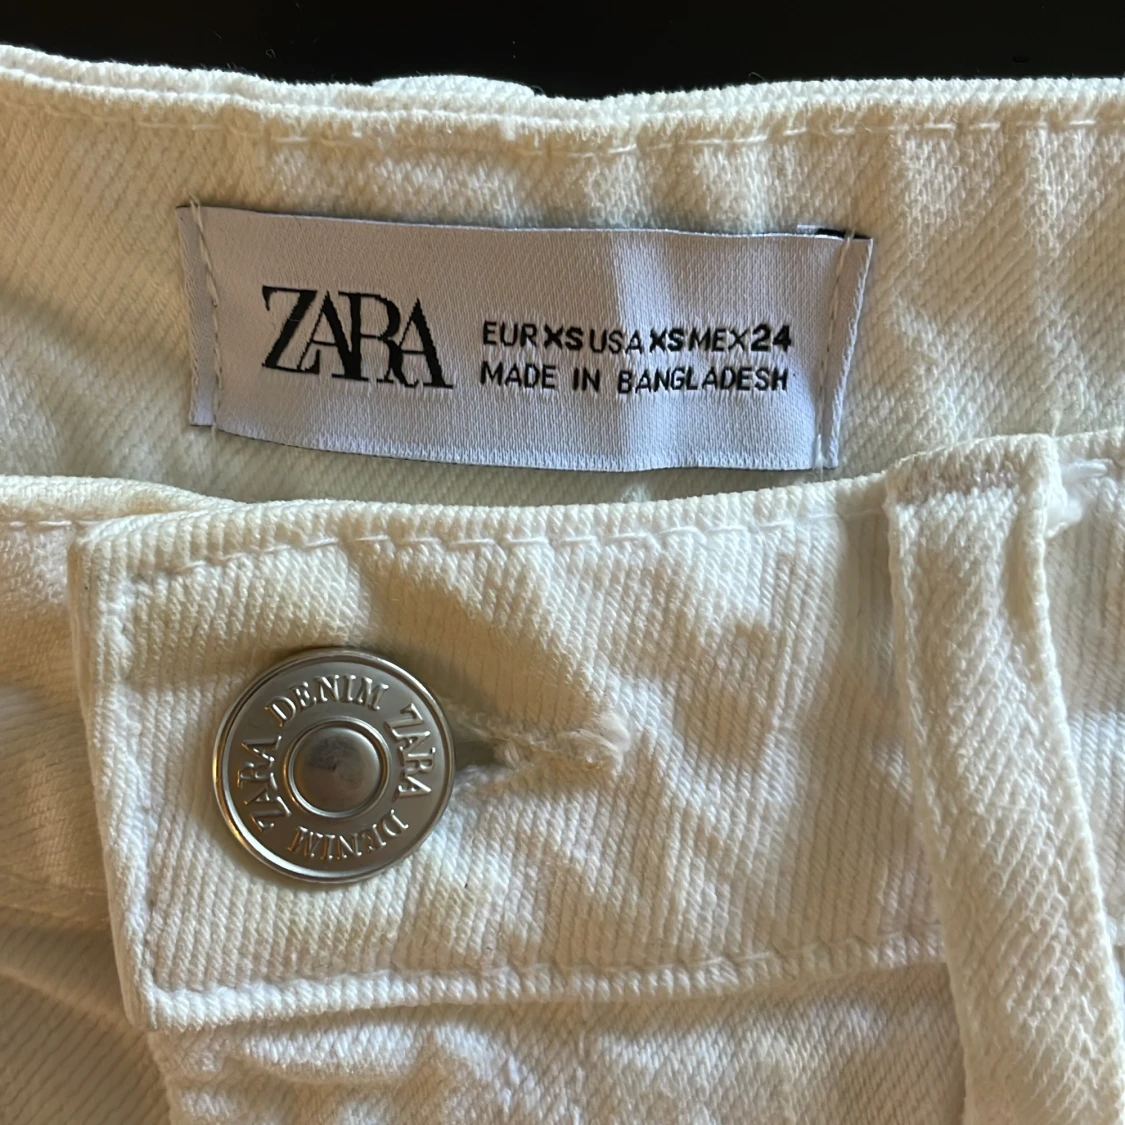 ZARA
EUR XS USA XS MEX 24
MADE IN BANGLADESH
ZARA DENIM ZARA DENIM